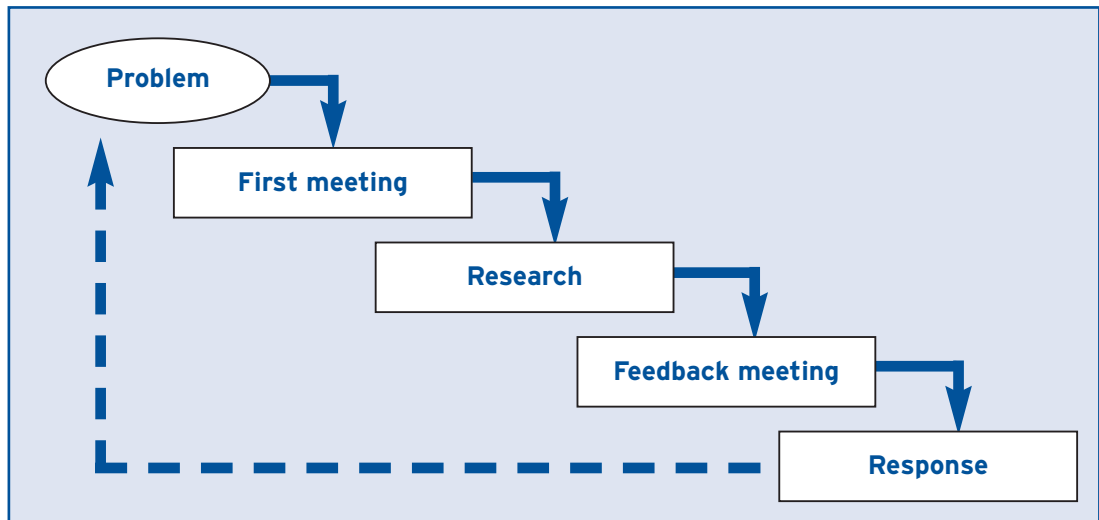 Problem
First meeting
Research
Feedback meeting
Response